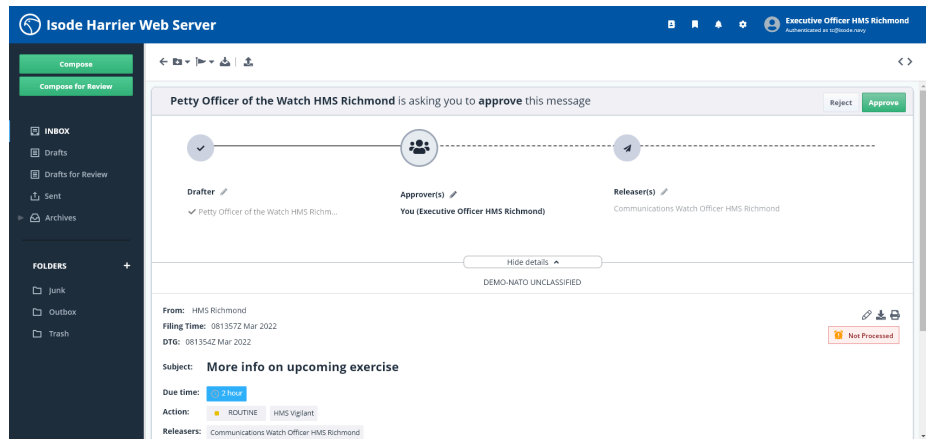 Isode Harrier Web Server
Executive Officer HMS Richmond
Authenticated as tc@isode.navy
Compose
Compose for Review
INBOX
Drafts
Drafts for Review
Sent
Archives
FOLDERS +
Junk
Outbox
Trash
Petty Officer of the Watch HMS Richmond is asking you to approve this message
Reject
Approve
Drafter
Petty Officer of the Watch HMS Richm...
Approver(s)
You (Executive Officer HMS Richmond)
Releaser(s)
Communications Watch Officer HMS Richmond
Hide details
DEMO-NATO UNCLASSIFIED
From: HMS Richmond
Filing Time: 081357Z Mar 2022
DTG: 081354Z Mar 2022
Not Processed
Subject: More info on upcoming exercise
Due time: 2 hour
Action: ROUTINE HMS Vigilant
Releasers: Communications Watch Officer HMS Richmond